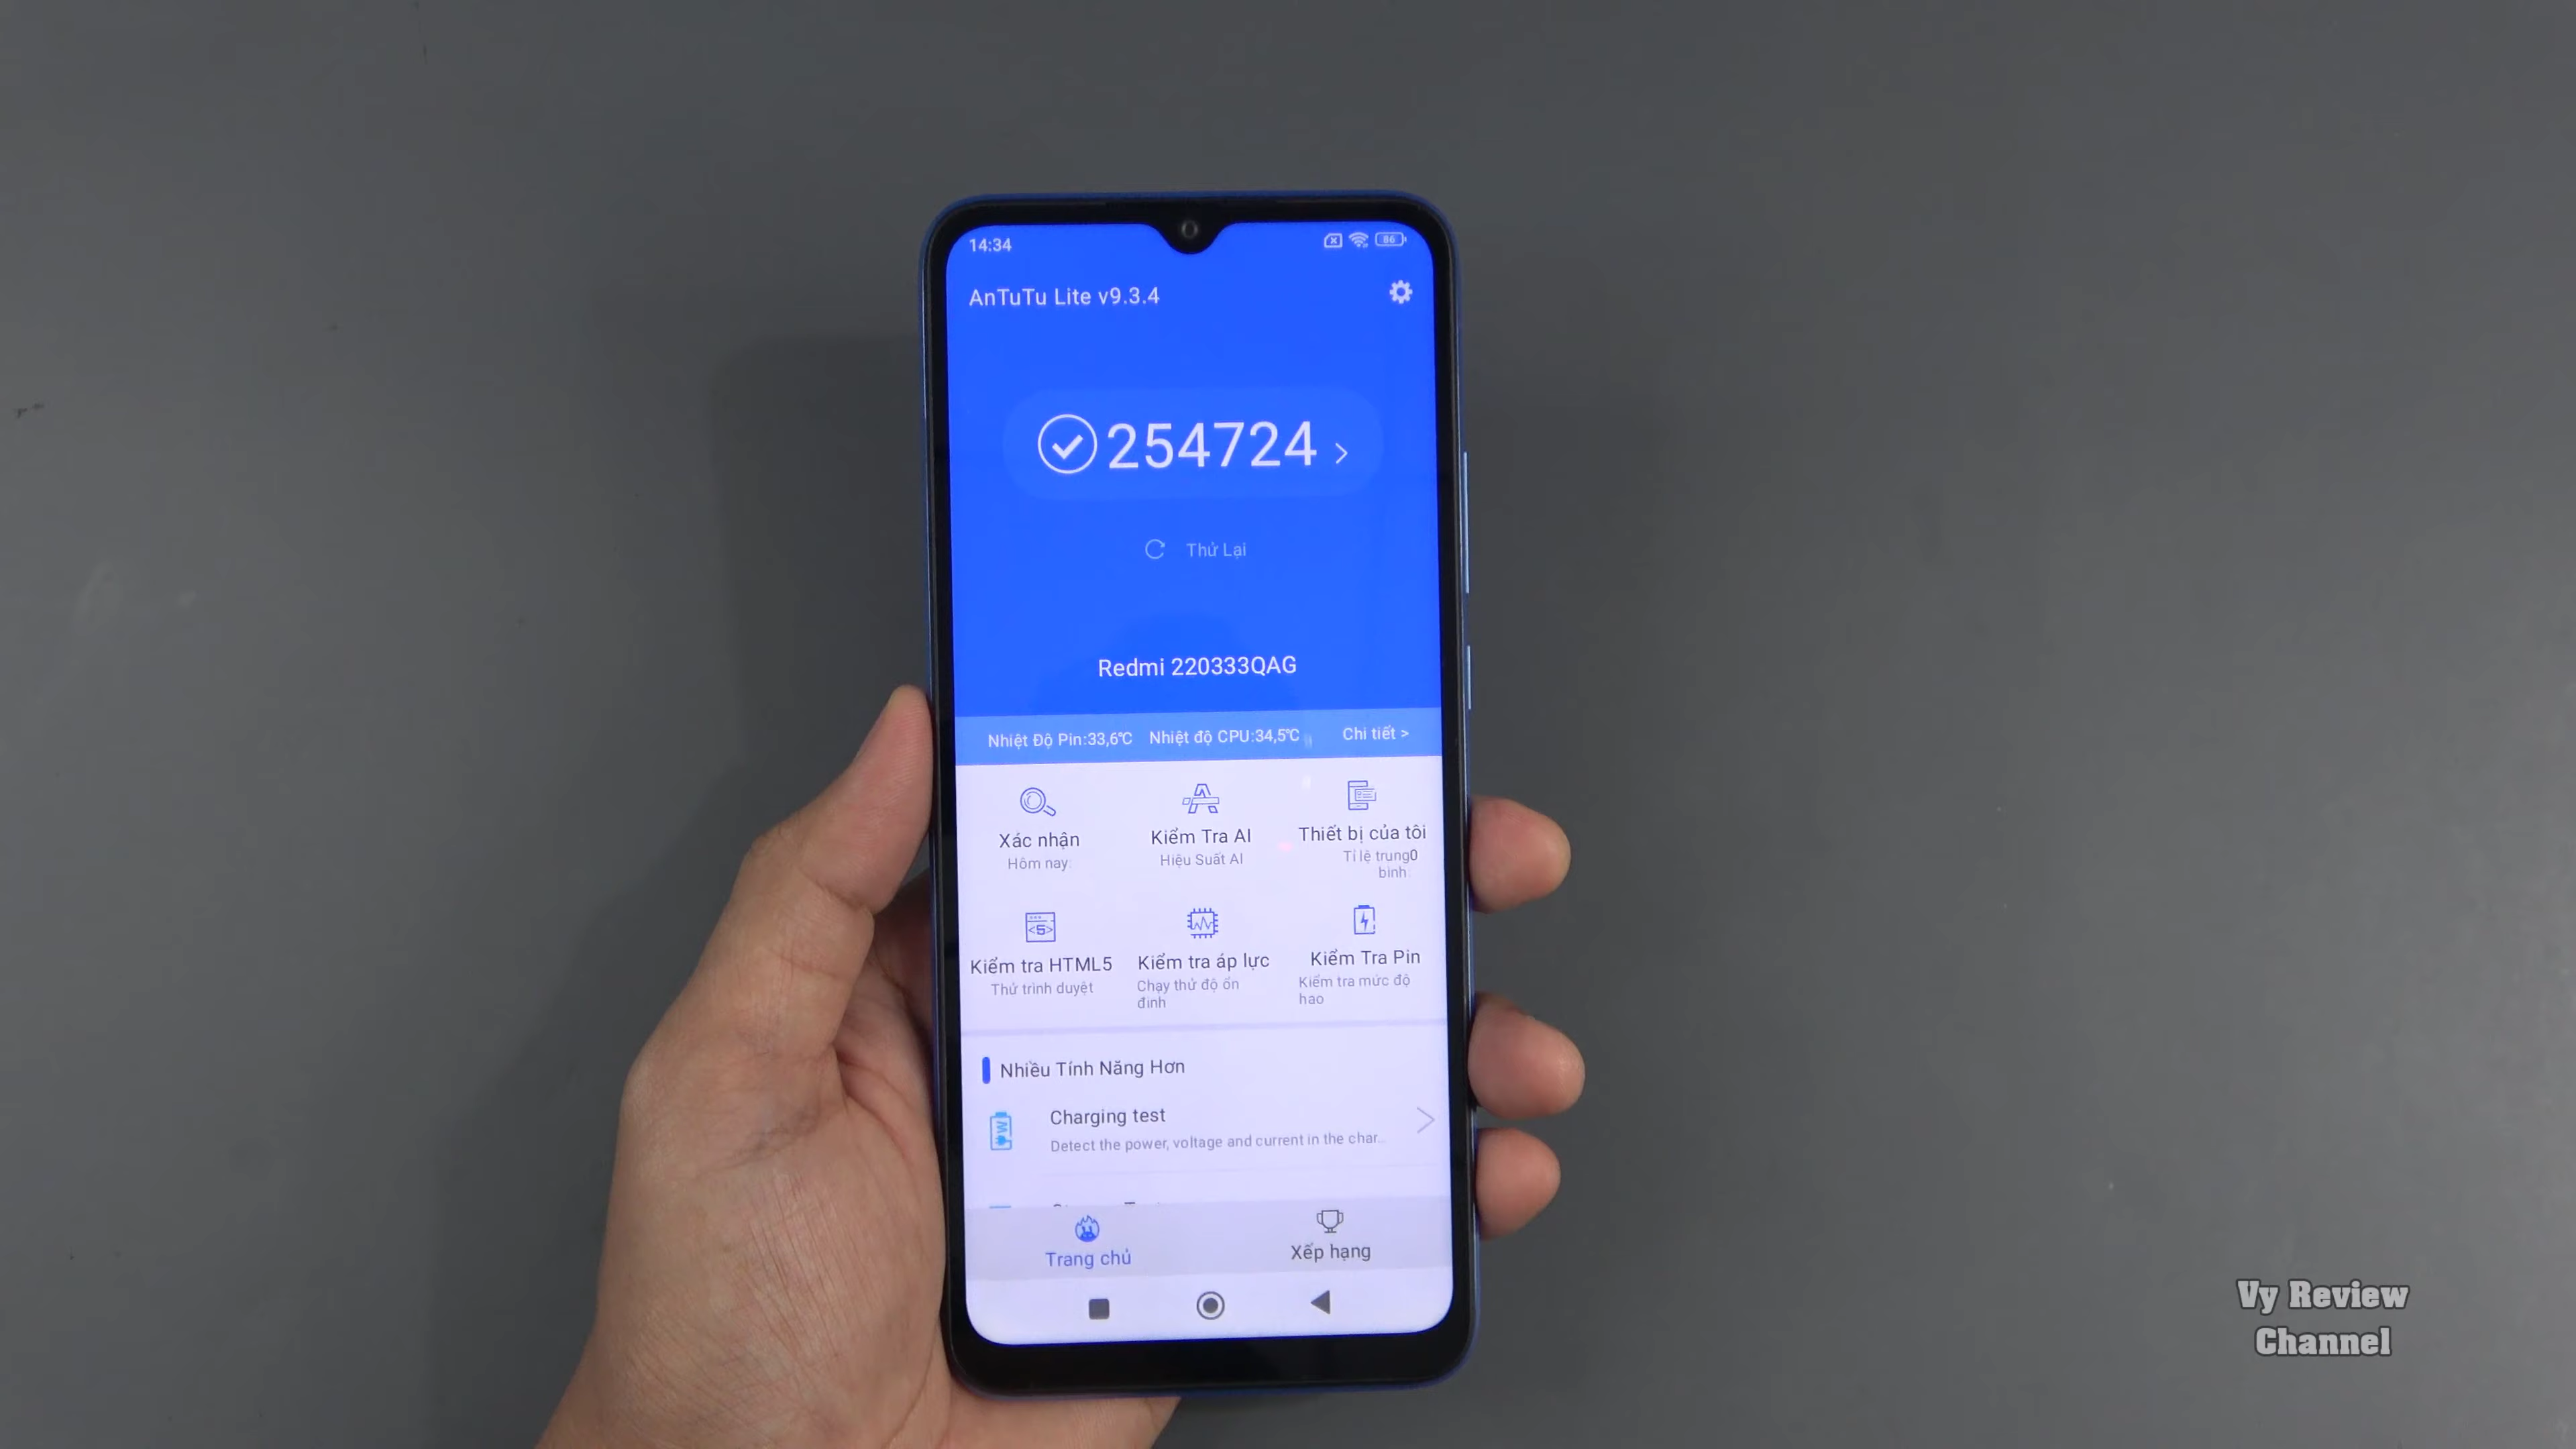 14:34
86
AnTuTu Lite v9.3.4
254724 >
Thử Lại
Redmi 220333QAG
Nhiệt Độ Pin:33,6℃ Nhiệt độ CPU:34,5℃ Chi tiết >
Xác nhận
Hôm nay:
Kiểm Tra AI
Hiệu Suất AI
Thiết bị của tôi
Tỉ lệ trung0
bình
<5>
Kiểm tra HTML5
Thử trình duyệt
Kiểm tra áp lực
Chạy thử độ ổn
định
Kiểm Tra Pin
Kiểm tra mức độ
hao
Nhiều Tính Năng Hơn
W
Charging test
Detect the power, voltage and current in the char...
Trang chủ
Xếp hạng
Vy Review
Channel